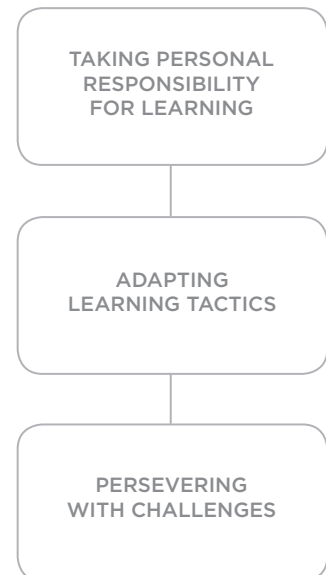 TAKING PERSONAL
RESPONSIBILITY
FOR LEARNING
ADAPTING
LEARNING TACTICS
PERSEVERING
WITH CHALLENGES